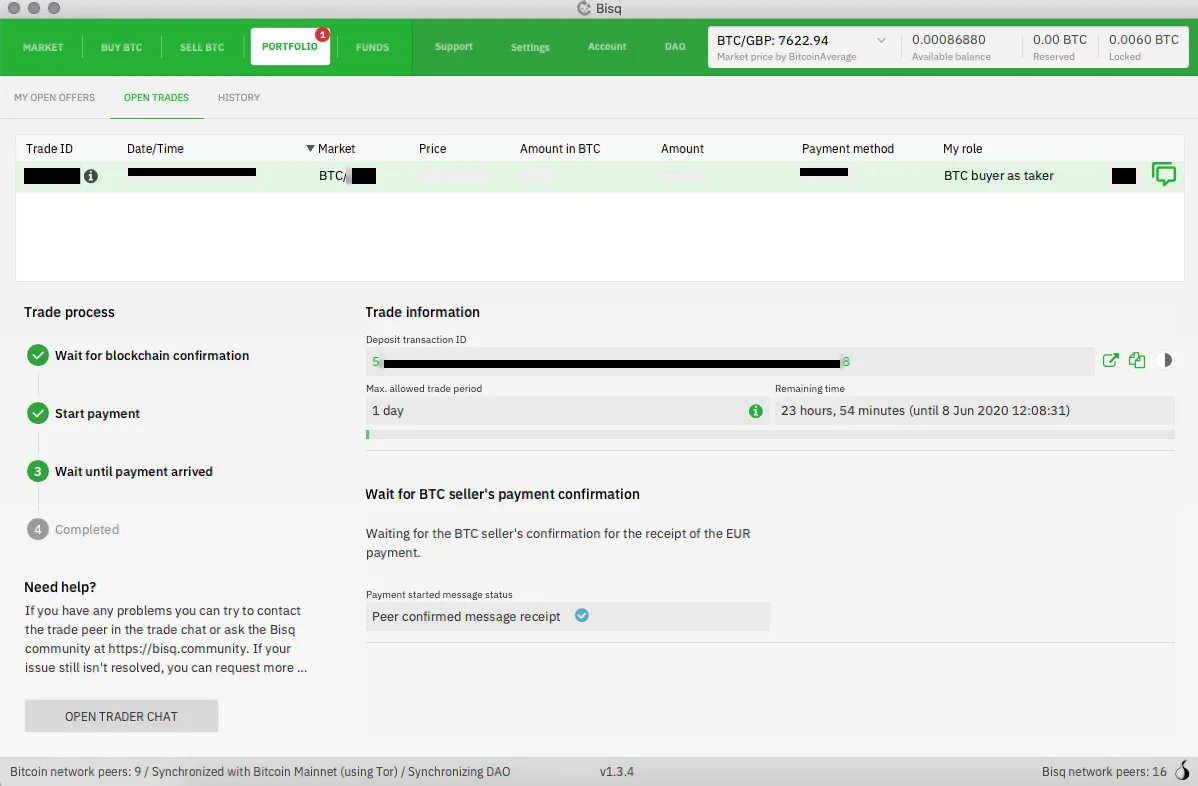 Bisq
MARKET BUY BTC SELL BTC PORTFOLIO 1 FUNDS Support Settings Account DAO
BTC/GBP: 7622.94 0.00086880 0.00 BTC 0.0060 BTC
Market price by BitcoinAverage Available balance Reserved Locked
MY OPEN OFFERS OPEN TRADES HISTORY
Trade ID Date/Time Market Price Amount in BTC Amount Payment method My role
BTC/ BTC buyer as taker
Trade process
Wait for blockchain confirmation
Start payment
3 Wait until payment arrived
4 Completed
Need help?
If you have any problems you can try to contact
the trade peer in the trade chat or ask the Bisq
community at https://bisq.community. If your
issue still isn't resolved, you can request more ...
OPEN TRADER CHAT
Trade information
Deposit transaction ID
5 8
Max. allowed trade period Remaining time
1 day 23 hours, 54 minutes (until 8 Jun 2020 12:08:31)
Wait for BTC seller's payment confirmation
Waiting for the BTC seller's confirmation for the receipt of the EUR
payment.
Payment started message status
Peer confirmed message receipt
Bitcoin network peers: 9 / Synchronized with Bitcoin Mainnet (using Tor) / Synchronizing DAO v1.3.4 Bisq network peers: 16